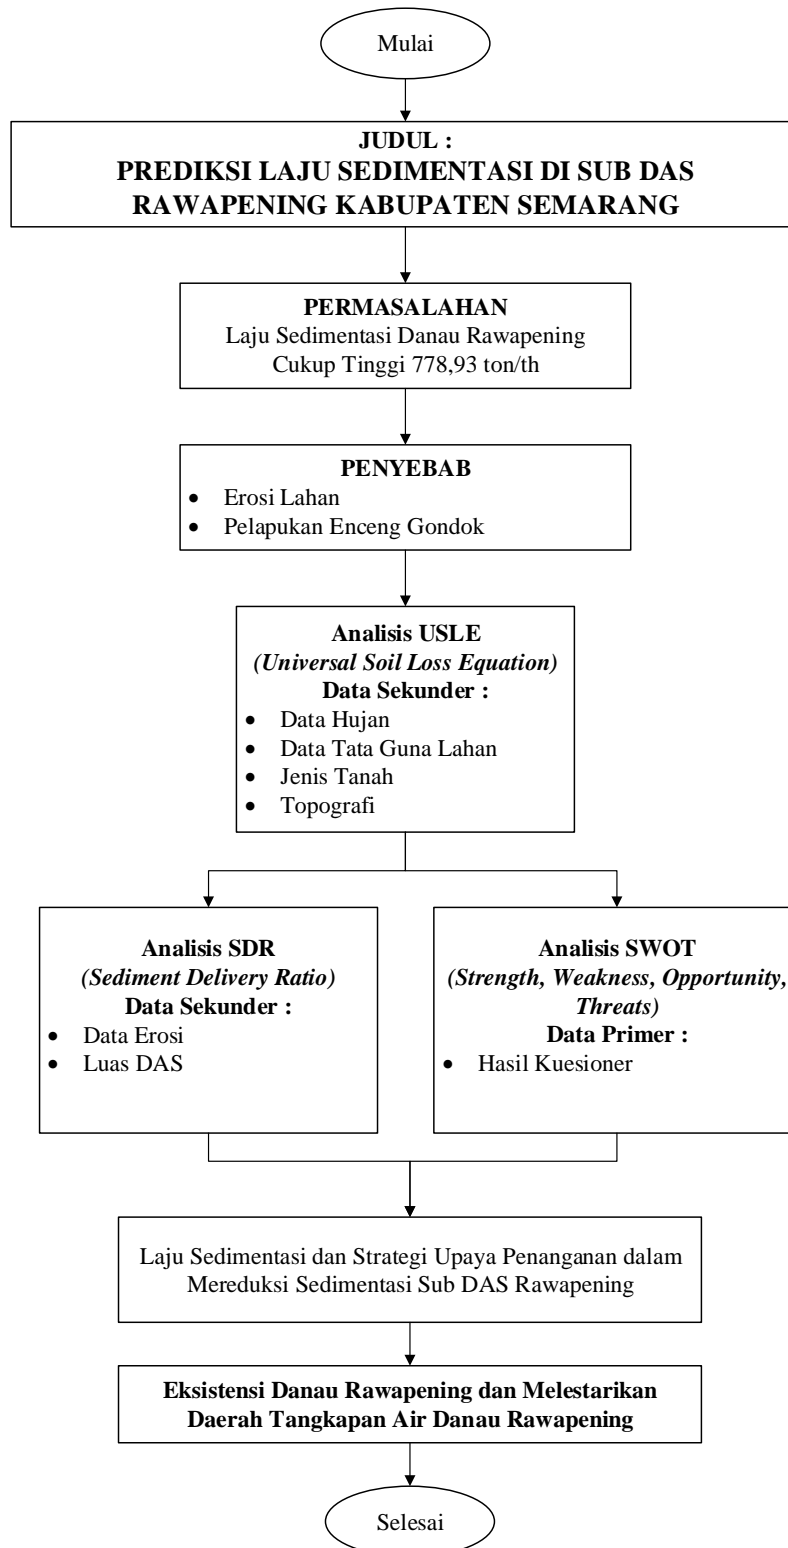 Mulai
JUDUL :
PREDIKSI LAJU SEDIMENTASI DI SUB DAS
RAWAPENING KABUPATEN SEMARANG
PERMASALAHAN
Laju Sedimentasi Danau Rawapening
Cukup Tinggi 778,93 ton/th
PENYEBAB
• Erosi Lahan
• Pelapukan Enceng Gondok
Analisis USLE
(Universal Soil Loss Equation)
Data Sekunder :
• Data Hujan
• Data Tata Guna Lahan
• Jenis Tanah
• Topografi
Analisis SDR
(Sediment Delivery Ratio)
Data Sekunder :
• Data Erosi
• Luas DAS
Analisis SWOT
(Strength, Weakness, Opportunity,
Threats)
Data Primer :
• Hasil Kuesioner
Laju Sedimentasi dan Strategi Upaya Penanganan dalam
Mereduksi Sedimentasi Sub DAS Rawapening
Eksistensi Danau Rawapening dan Melestarikan
Daerah Tangkapan Air Danau Rawapening
Selesai